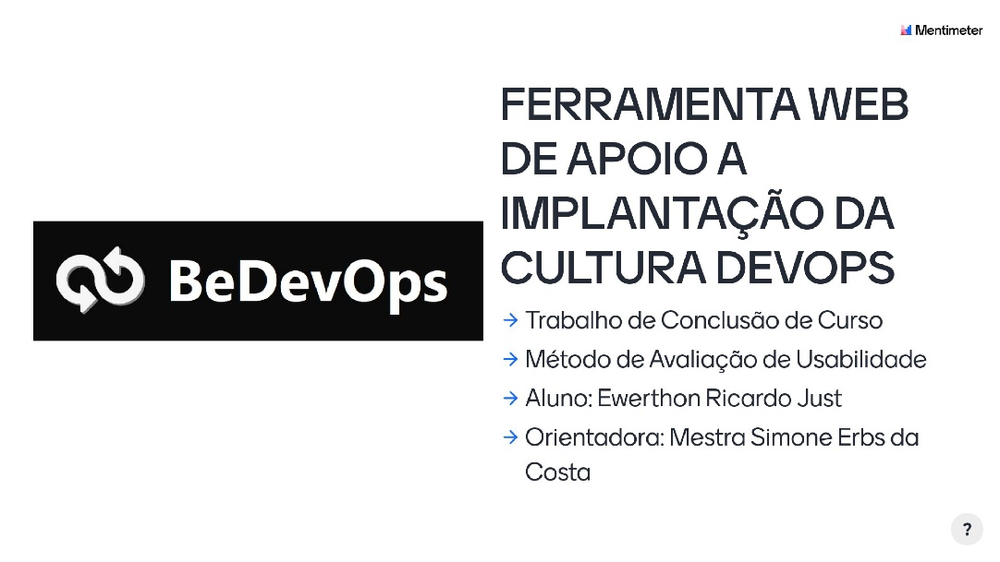 Mentimeter
FERRAMENTA WEB
DE APOIO A
IMPLANTAÇÃO DA
CULTURA DEVOPS
BeDevOps
→ Trabalho de Conclusão de Curso
→ Método de Avaliação de Usabilidade
→ Aluno: Ewerthon Ricardo Just
→ Orientadora: Mestra Simone Erbs da
Costa
?